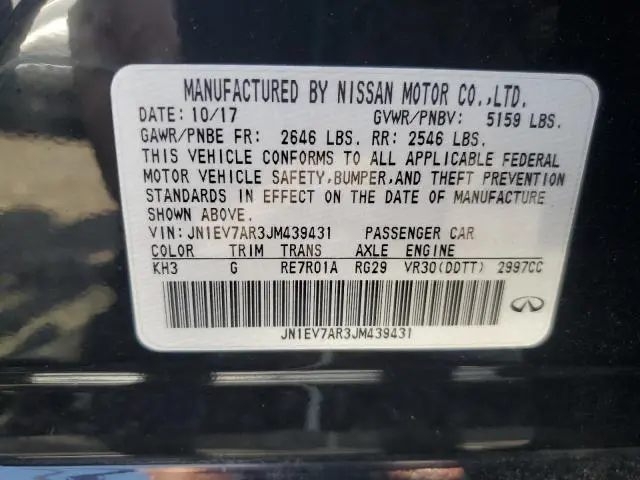 MANUFACTURED BY NISSAN MOTOR CO.,LTD.
DATE: 10/17 GVWR/PNBV: 5159 LBS.
GAWR/PNBE FR: 2646 LBS. RR: 2546 LBS.
THIS VEHICLE CONFORMS TO ALL APPLICABLE FEDERAL
MOTOR VEHICLE SAFETY,BUMPER,AND THEFT PREVENTION
STANDARDS IN EFFECT ON THE DATE OF MANUFACTURE
SHOWN ABOVE.
VIN:JN1EV7AR3JM439431 PASSENGER CAR
COLOR TRIM TRANS AXLE ENGINE
KH3 G RE7R01A RG29 VR30(DDTT) 2997CC
JN1EV7AR3JM439431